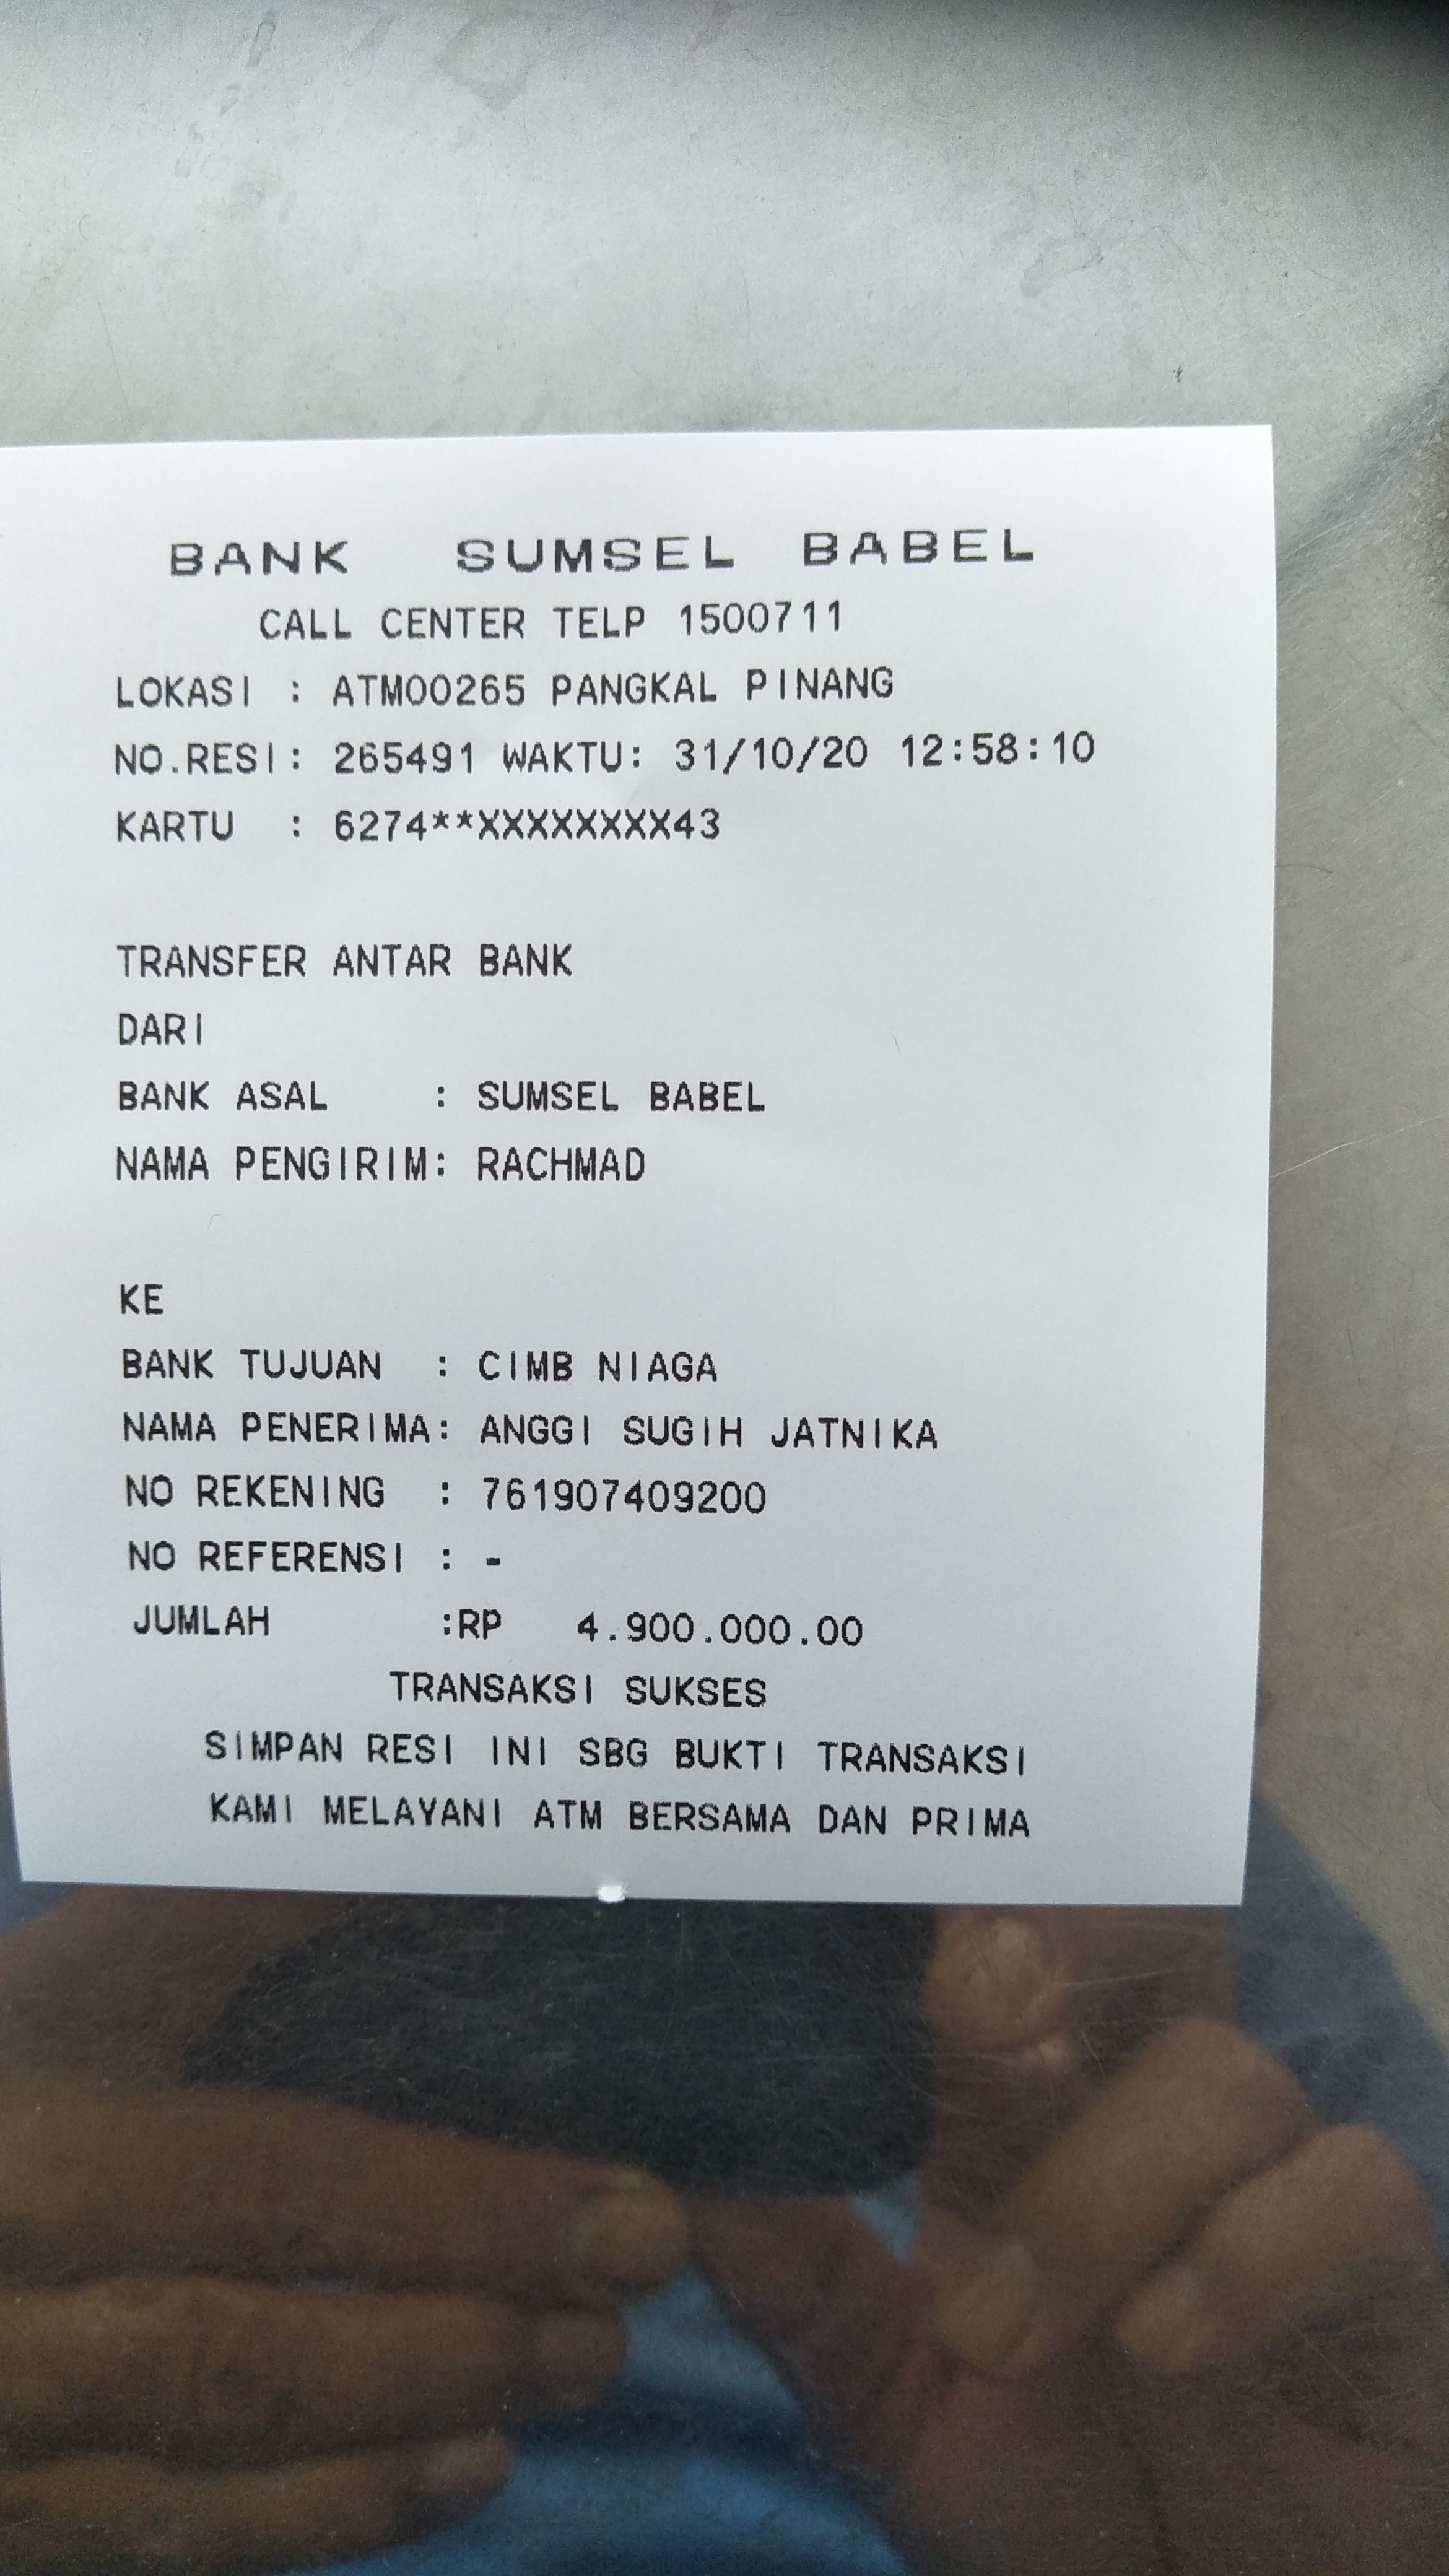 BANK SUMSEL BABEL
CALL CENTER TELP 1500711
LOKASI : ATM00265 PANGKAL PINANG
NO.RESI: 265491 WAKTU: 31/10/20 12:58:10
KARTU : 6274**XXXXXXXX43
TRANSFER ANTAR BANK
DARI
BANK ASAL : SUMSEL BABEL
NAMA PENGIRIM: RACHMAD
KE
BANK TUJUAN : CIMB NIAGA
NAMA PENERIMA: ANGGI SUGIH JATNIKA
NO REKENING : 761907409200
NO REFERENSI : -
JUMLAH :RP 4.900.000.00
TRANSAKSI SUKSES
SIMPAN RESI INI SBG BUKTI TRANSAKSI
KAMI MELAYANI ATM BERSAMA DAN PRIMA